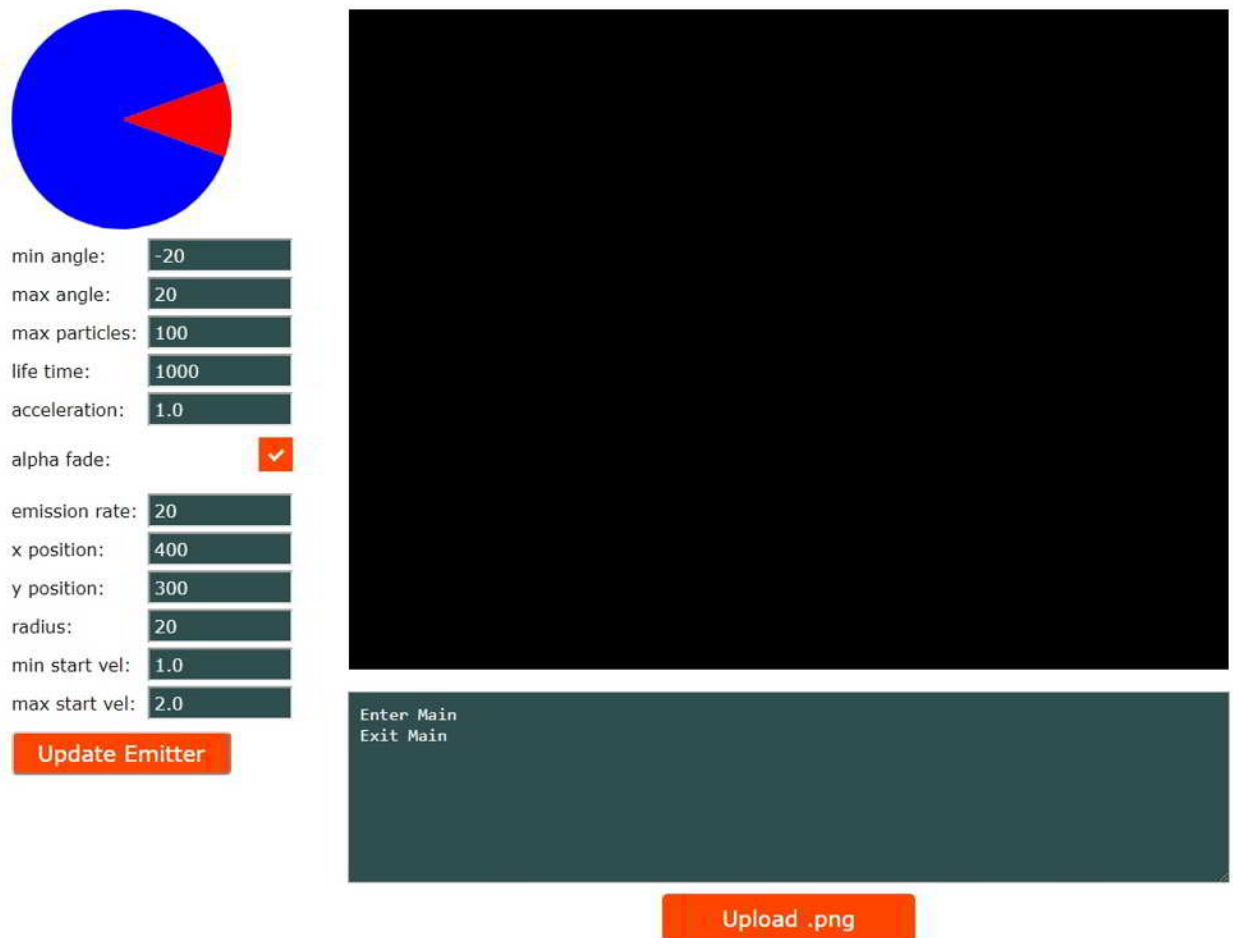 min angle: -20
max angle: 20
max particles: 100
life time: 1000
acceleration: 1.0
alpha fade:
emission rate: 20
x position: 400
y position: 300
radius: 20
min start vel: 1.0
max start vel: 2.0
Update Emitter
Enter Main
Exit Main
Upload .png